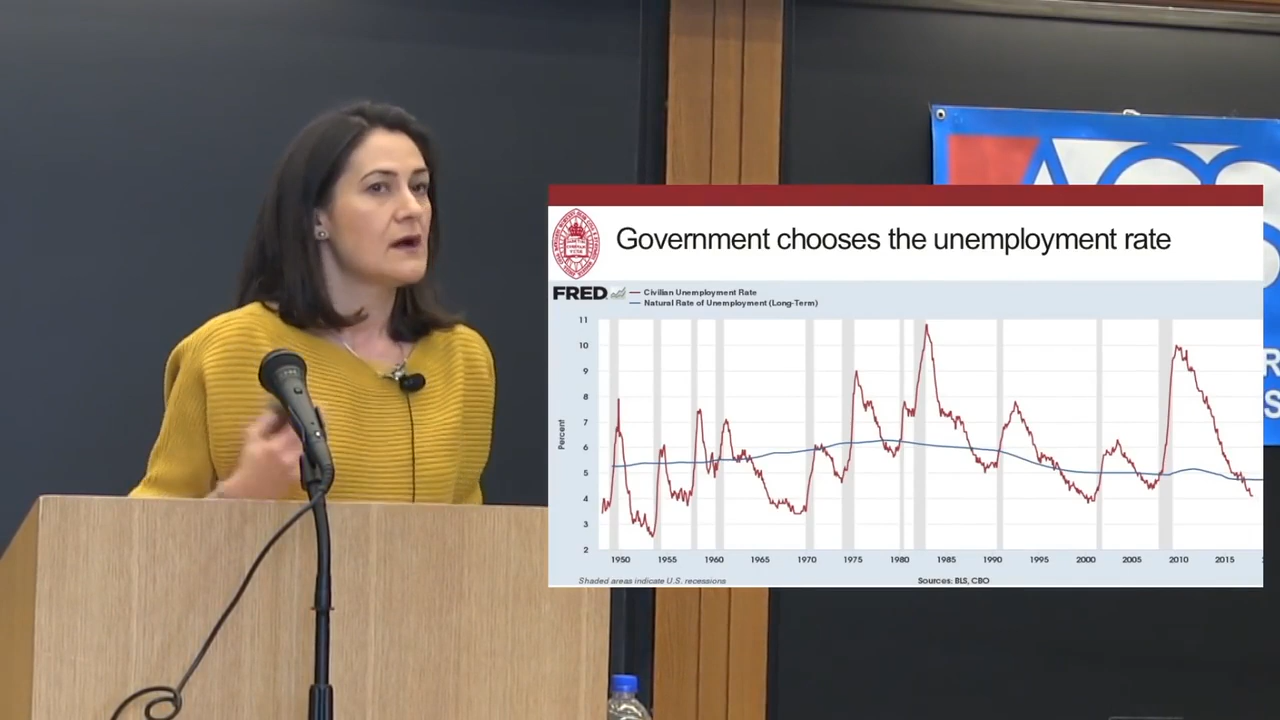 Government chooses the unemployment rate
FRED
Civilian Unemployment Rate
Natural Rate of Unemployment (Long-Term)
11
10
9
8
7
6
5
4
3
2
Percent
1950 1955 1960 1965 1970 1975 1980 1985 1990 1995 2000 2005 2010 2015
Shaded areas indicate U.S. recessions
Sources: BLS, CBO
R
S